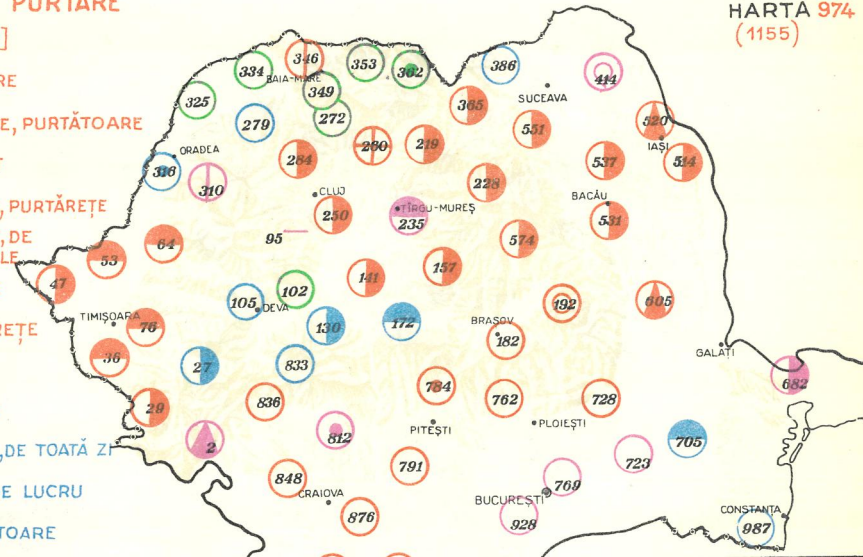 PURTARE
HARTA 974
(1155)
]
RE
E, PURTĂTOARE
, PURTĂREȚE
, DE
LE
REȚE
,DE TOATĂ ZI
E LUCRU
TOARE
346
353
362
386
414
334
BAIA-MARE
349
325
SUCEAVA
365
279
272
551
520
IAȘI
ORADEA
280
219
316
284
537
514
310
228
CLUJ
BACĂU
TÎRGU-MUREȘ
250
235
531
95
64
574
53
141
157
47
102
105
DEVA
192
605
TIMIȘOARA
76
130
172
BRAȘOV
182
GALAȚI
36
27
833
682
784
29
836
762
728
PITEȘTI
PLOIEȘTI
2
812
705
791
723
848
769
CRAIOVA
BUCUREȘTI
876
928
CONSTANȚA
987